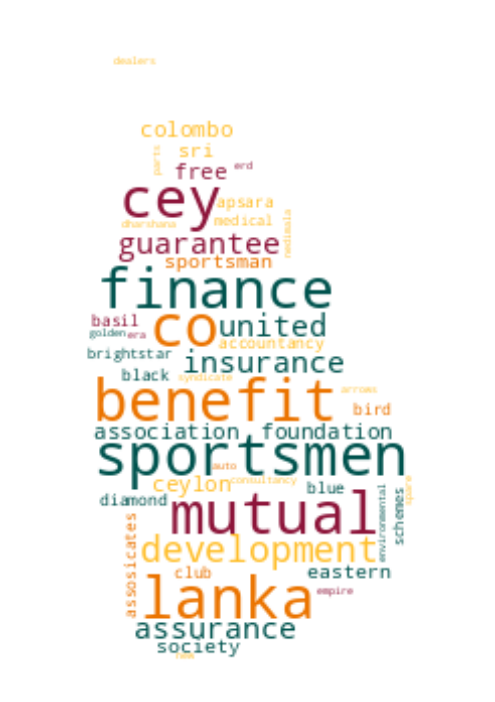 dealers
colombo
parts sri
free erd
cey apsara
dharshana medical nedimala
guarantee
sportsman
finance
basil co united
golden era accountancy
brightstar insurance
black syndicate
benefit arrows
bird
association foundation
sportsmen
auto
ceylon consultancy blue spare
diamond mutual environmental schemes
assosicates development
club eastern
lanka empire
assurance
society